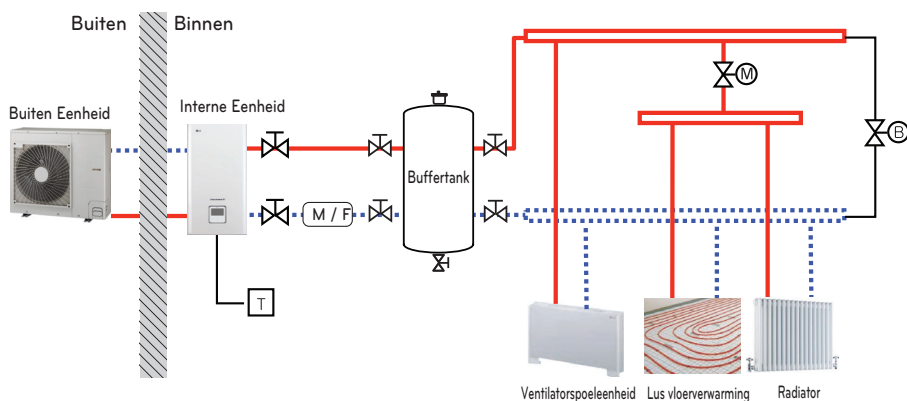 Buiten Binnen
Buiten Eenheid
Interne Eenheid
M
B
Buffertank
M / F
T
Ventilatorspoeleenheid
Lus vloerverwarming
Radiator